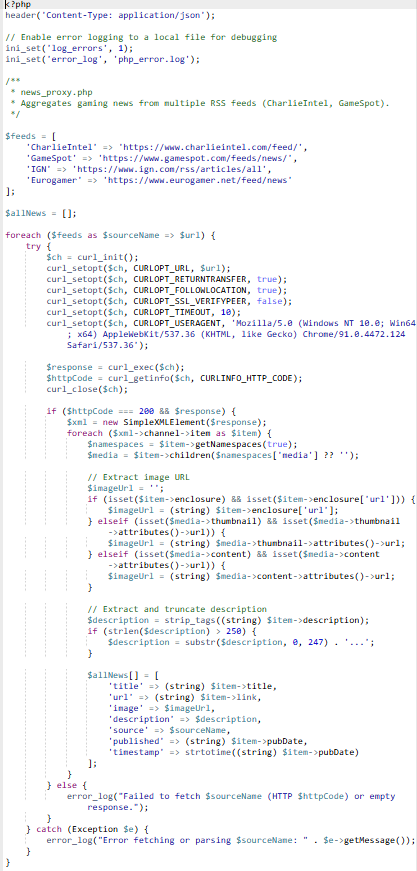 <?php
header('Content-Type: application/json');

// Enable error logging to a local file for debugging
ini_set('log_errors', 1);
ini_set('error_log', 'php_error.log');

/**
 * news_proxy.php
 * Aggregates gaming news from multiple RSS feeds (CharlieIntel, GameSpot).
 */

$feeds = [
    'CharlieIntel' => 'https://www.charlieintel.com/feed/',
    'GameSpot' => 'https://www.gamespot.com/feeds/news/',
    'IGN' => 'https://www.ign.com/rss/articles/all',
    'Eurogamer' => 'https://www.eurogamer.net/feed/news'
];

$allNews = [];

foreach ($feeds as $sourceName => $url) {
    try {
        $ch = curl_init();
        curl_setopt($ch, CURLOPT_URL, $url);
        curl_setopt($ch, CURLOPT_RETURNTRANSFER, true);
        curl_setopt($ch, CURLOPT_FOLLOWLOCATION, true);
        curl_setopt($ch, CURLOPT_SSL_VERIFYPEER, false);
        curl_setopt($ch, CURLOPT_TIMEOUT, 10);
        curl_setopt($ch, CURLOPT_USERAGENT, 'Mozilla/5.0 (Windows NT 10.0; Win64
            ; x64) AppleWebKit/537.36 (KHTML, like Gecko) Chrome/91.0.4472.124
            Safari/537.36');

        $response = curl_exec($ch);
        $httpCode = curl_getinfo($ch, CURLINFO_HTTP_CODE);
        curl_close($ch);

        if ($httpCode === 200 && $response) {
            $xml = new SimpleXMLElement($response);
            foreach ($xml->channel->item as $item) {
                $namespaces = $item->getNamespaces(true);
                $media = $item->children($namespaces['media'] ?? '');

                // Extract image URL
                $imageUrl = '';
                if (isset($item->enclosure) && isset($item->enclosure['url'])) {
                    $imageUrl = (string) $item->enclosure['url'];
                } elseif (isset($media->thumbnail) && isset($media->thumbnail
                    ->attributes()->url)) {
                    $imageUrl = (string) $media->thumbnail->attributes()->url;
                } elseif (isset($media->content) && isset($media->content
                    ->attributes()->url)) {
                    $imageUrl = (string) $media->content->attributes()->url;
                }

                // Extract and truncate description
                $description = strip_tags((string) $item->description);
                if (strlen($description) > 250) {
                    $description = substr($description, 0, 247) . '...';
                }

                $allNews[] = [
                    'title' => (string) $item->title,
                    'url' => (string) $item->link,
                    'image' => $imageUrl,
                    'description' => $description,
                    'source' => $sourceName,
                    'published' => (string) $item->pubDate,
                    'timestamp' => strtotime((string) $item->pubDate)
                ];
            }
        } else {
            error_log("Failed to fetch $sourceName (HTTP $httpCode) or empty
                response.");
        }
    } catch (Exception $e) {
        error_log("Error fetching or parsing $sourceName: " . $e->getMessage());
    }
}